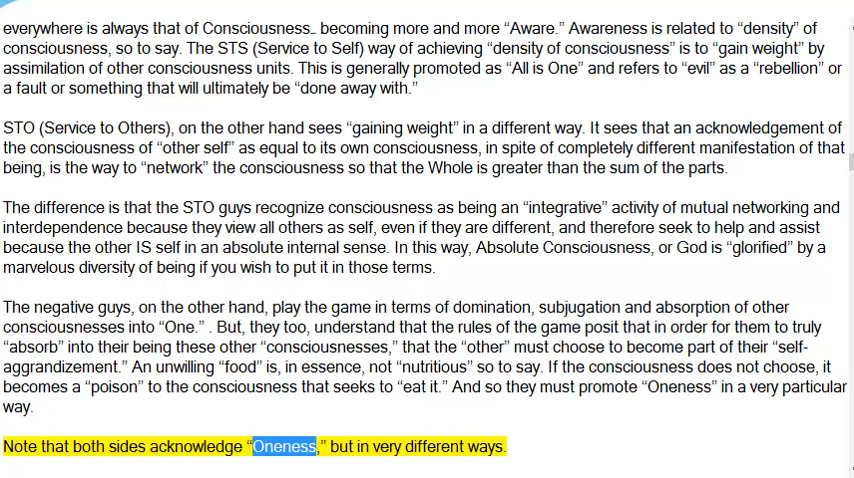 everywhere is always that of Consciousness_ becoming more and more “Aware.” Awareness is related to “density” of
consciousness, so to say. The STS (Service to Self) way of achieving “density of consciousness” is to “gain weight” by
assimilation of other consciousness units. This is generally promoted as “All is One” and refers to “evil” as a “rebellion” or
a fault or something that will ultimately be “done away with.”
STO (Service to Others), on the other hand sees “gaining weight” in a different way. It sees that an acknowledgement of
the consciousness of “other self” as equal to its own consciousness, in spite of completely different manifestation of that
being, is the way to “network” the consciousness so that the Whole is greater than the sum of the parts.
The difference is that the STO guys recognize consciousness as being an “integrative” activity of mutual networking and
interdependence because they view all others as self, even if they are different, and therefore seek to help and assist
because the other IS self in an absolute internal sense. In this way, Absolute Consciousness, or God is “glorified” by a
marvelous diversity of being if you wish to put it in those terms.
The negative guys, on the other hand, play the game in terms of domination, subjugation and absorption of other
consciousnesses into “One.” . But, they too, understand that the rules of the game posit that in order for them to truly
“absorb” into their being these other “consciousnesses,” that the “other” must choose to become part of their “self-
aggrandizement.” An unwilling “food” is, in essence, not “nutritious” so to say. If the consciousness does not choose, it
becomes a “poison” to the consciousness that seeks to “eat it.” And so they must promote “Oneness” in a very particular
way.
Note that both sides acknowledge “Oneness,” but in very different ways.